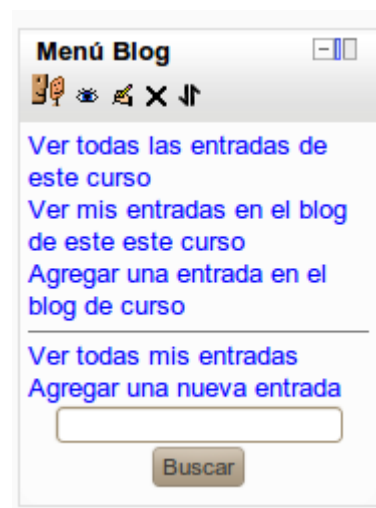 Menú Blog
Ver todas las entradas de
este curso
Ver mis entradas en el blog
de este este curso
Agregar una entrada en el
blog de curso
Ver todas mis entradas
Agregar una nueva entrada
Buscar